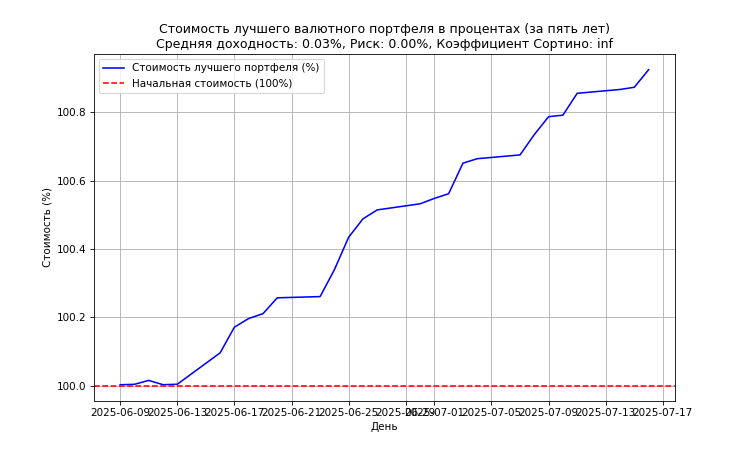 Стоимость лучшего валютного портфеля в процентах (за пять лет)
Средняя доходность: 0.03%, Риск: 0.00%, Коэффициент Сортино: inf
Стоимость лучшего портфеля (%)
Начальная стоимость (100%)
Стоимость (%)
100.8
100.6
100.4
100.2
100.0
2025-06-09 2025-06-13 2025-06-17 2025-06-21 2025-06-25 2025-06-29 2025-07-01 2025-07-05 2025-07-09 2025-07-13 2025-07-17
День